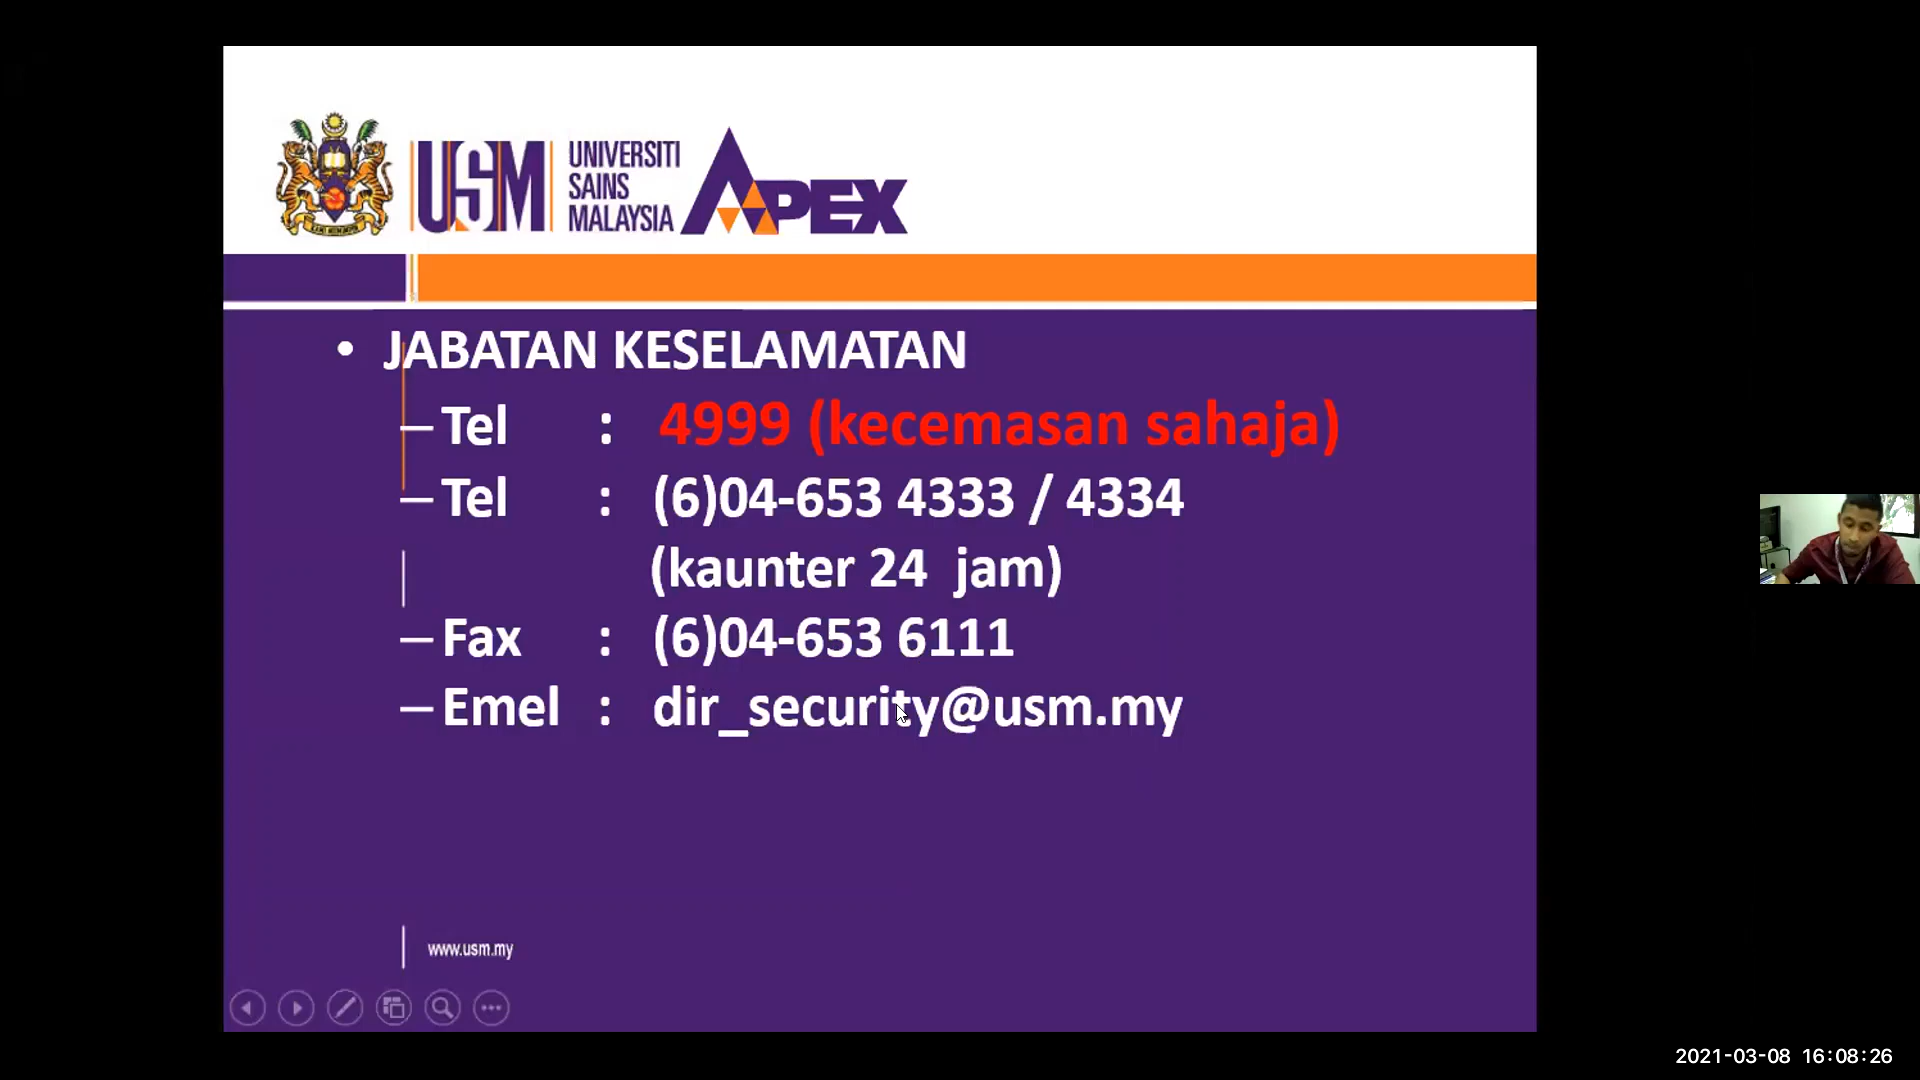 USM
UNIVERSITI
SAINS
MALAYSIA
APEX
• JABATAN KESELAMATAN
– Tel : 4999 (kecemasan sahaja)
– Tel : (6)04-653 4333 / 4334
(kaunter 24 jam)
– Fax : (6)04-653 6111
– Emel : dir_security@usm.my
www.usm.my
2021-03-08 16:08:26